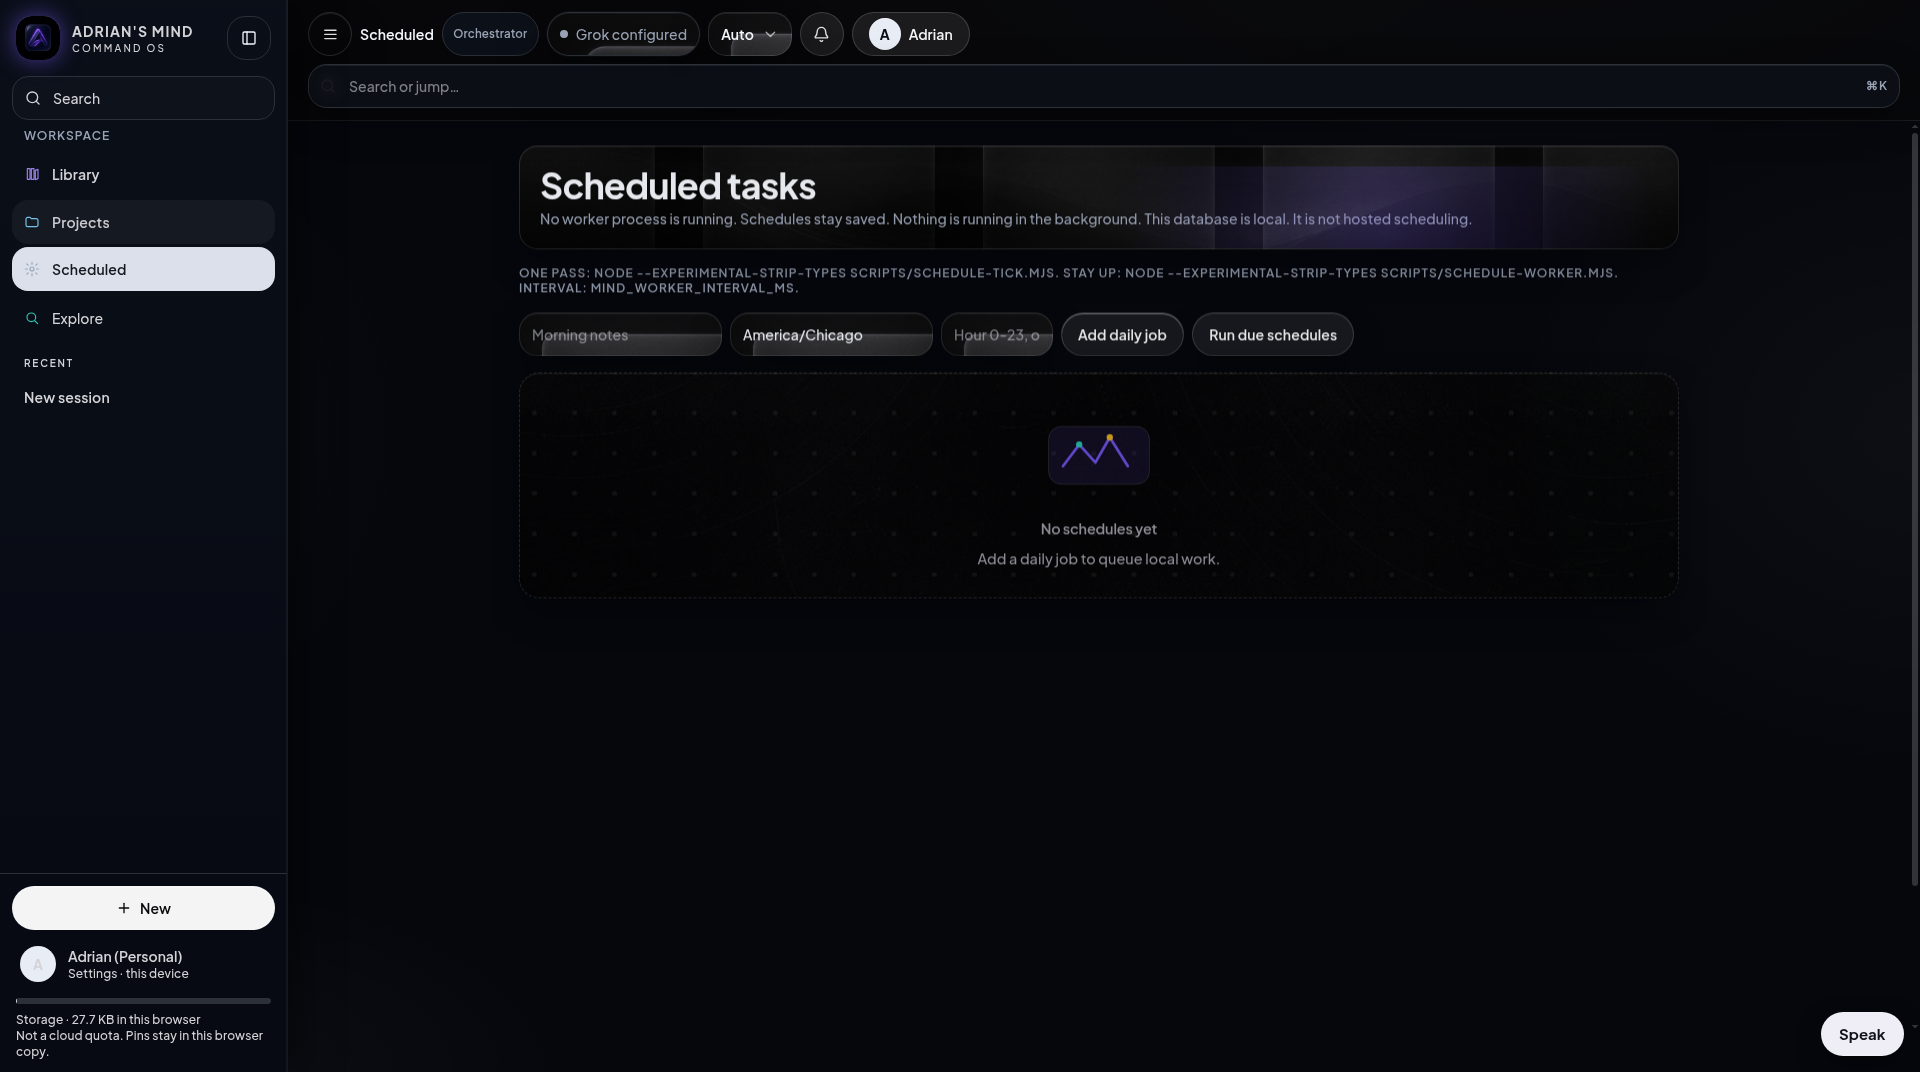 ADRIAN'S MIND
COMMAND OS
Search
WORKSPACE
Library
Projects
Scheduled
Explore
RECENT
New session
New
A
Adrian (Personal)
Settings · this device
Storage · 27.7 KB in this browser
Not a cloud quota. Pins stay in this browser
copy.
Scheduled
Orchestrator
Grok configured
Auto
A
Adrian
Search or jump…
⌘K
Scheduled tasks
No worker process is running. Schedules stay saved. Nothing is running in the background. This database is local. It is not hosted scheduling.
ONE PASS: NODE --EXPERIMENTAL-STRIP-TYPES SCRIPTS/SCHEDULE-TICK.MJS. STAY UP: NODE --EXPERIMENTAL-STRIP-TYPES SCRIPTS/SCHEDULE-WORKER.MJS.
INTERVAL: MIND_WORKER_INTERVAL_MS.
Morning notes
America/Chicago
Hour 0–23, o
Add daily job
Run due schedules
No schedules yet
Add a daily job to queue local work.
Speak